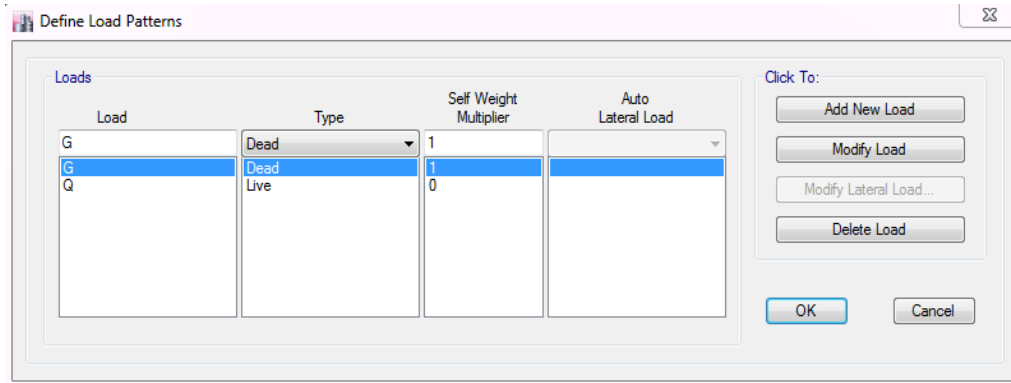 Define Load Patterns
Loads
Click To:
Load Type Self Weight Multiplier Auto Lateral Load
G Dead 1
G Dead 1
Q Live 0
Add New Load
Modify Load
Modify Lateral Load...
Delete Load
OK Cancel